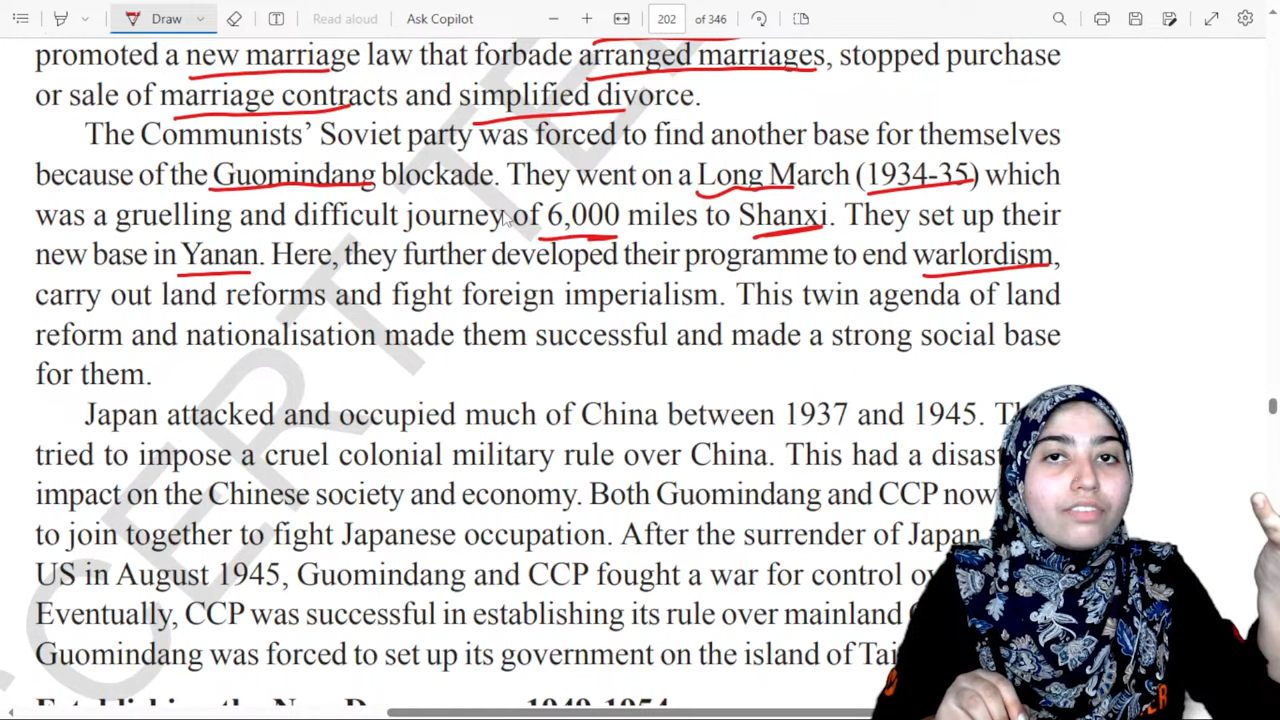 Draw
Read aloud
Ask Copilot
202
of 346
promoted a new marriage law that forbade arranged marriages, stopped purchase
or sale of marriage contracts and simplified divorce.
The Communists' Soviet party was forced to find another base for themselves
because of the Guomindang blockade. They went on a Long March (1934-35) which
was a gruelling and difficult journey of 6,000 miles to Shanxi. They set up their
new base in Yanan. Here, they further developed their programme to end warlordism,
carry out land reforms and fight foreign imperialism. This twin agenda of land
reform and nationalisation made them successful and made a strong social base
for them.
Japan attacked and occupied much of China between 1937 and 1945.
tried to impose a cruel colonial military rule over China. This had a
impact on the Chinese society and economy. Both Guomindang and CCP now
to join together to fight Japanese occupation. After the surrender of Japan
US in August 1945, Guomindang and CCP fought a war for control
Eventually, CCP was successful in establishing its rule over mainland
Guomindang was forced to set up its government on the island of
1949-1954